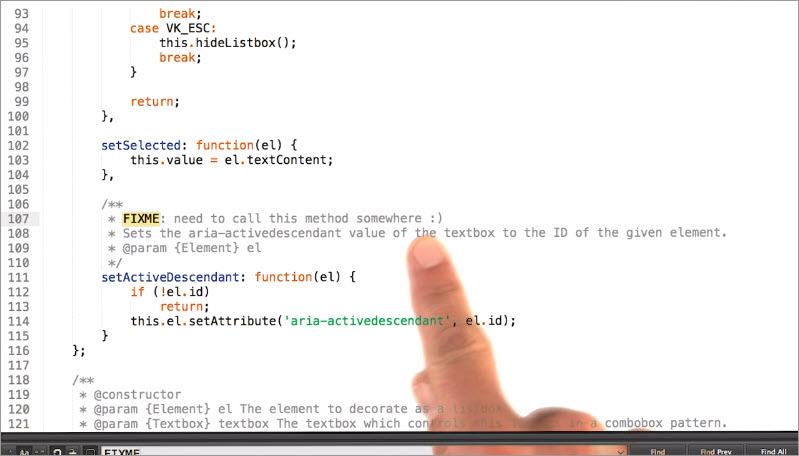 93 break;
94 case VK_ESC:
95 this.hideListbox();
96 break;
97 }
98
99 return;
100 },
101
102 setSelected: function(el) {
103 this.value = el.textContent;
104 },
105
106 /**
107 * FIXME: need to call this method somewhere :)
108 * Sets the aria-activedescendant value of the textbox to the ID of the given element.
109 * @param {Element} el
110 */
111 setActiveDescendant: function(el) {
112 if (!el.id)
113 return;
114 this.el.setAttribute('aria-activedescendant', el.id);
115 }
116 };
117
118 /**
119 * @constructor
120 * @param {Element} el The element to decorate as a listbox
121 * @param {Textbox} textbox The textbox which controls this in a combobox pattern.
Aa FIXME Find Find Prev Find All